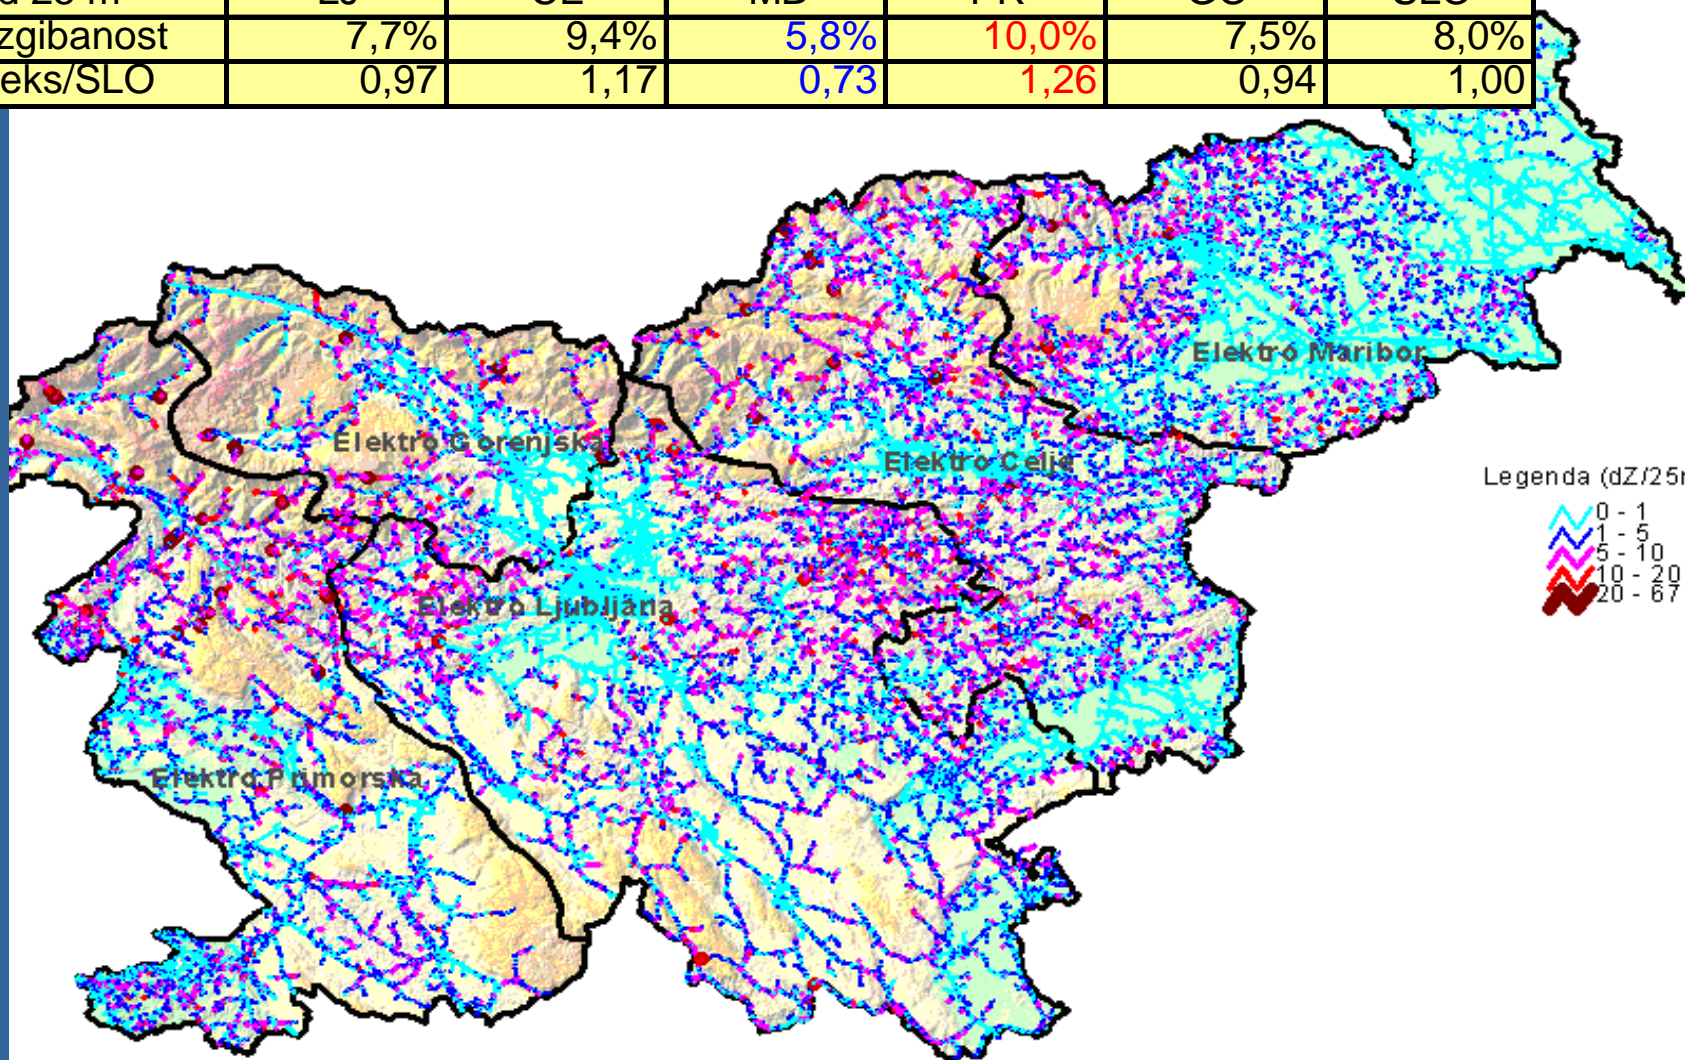 zgibanost 7,7% 9,4% 5,8% 10,0% 7,5% 8,0%
eks/SLO 0,97 1,17 0,73 1,26 0,94 1,00
Elektro Maribor
Elektro Gorenjska
Elektro Celje
Legenda (dZ/25
0 - 1
1 - 5
5 - 10
10 - 20
20 - 67
Elektro Ljubljana
Elektro Primorska